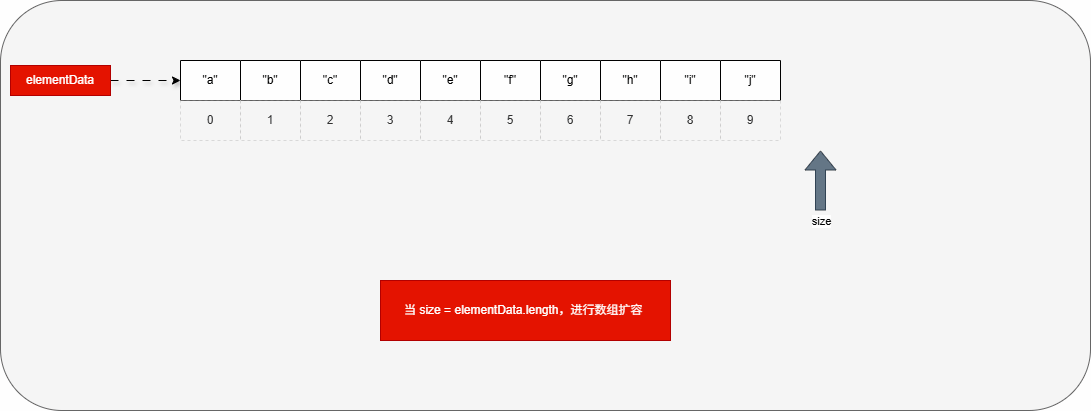 elementData
"a" "b" "c" "d" "e" "f" "g" "h" "i" "j"
0 1 2 3 4 5 6 7 8 9
size
当 size = elementData.length，进行数组扩容